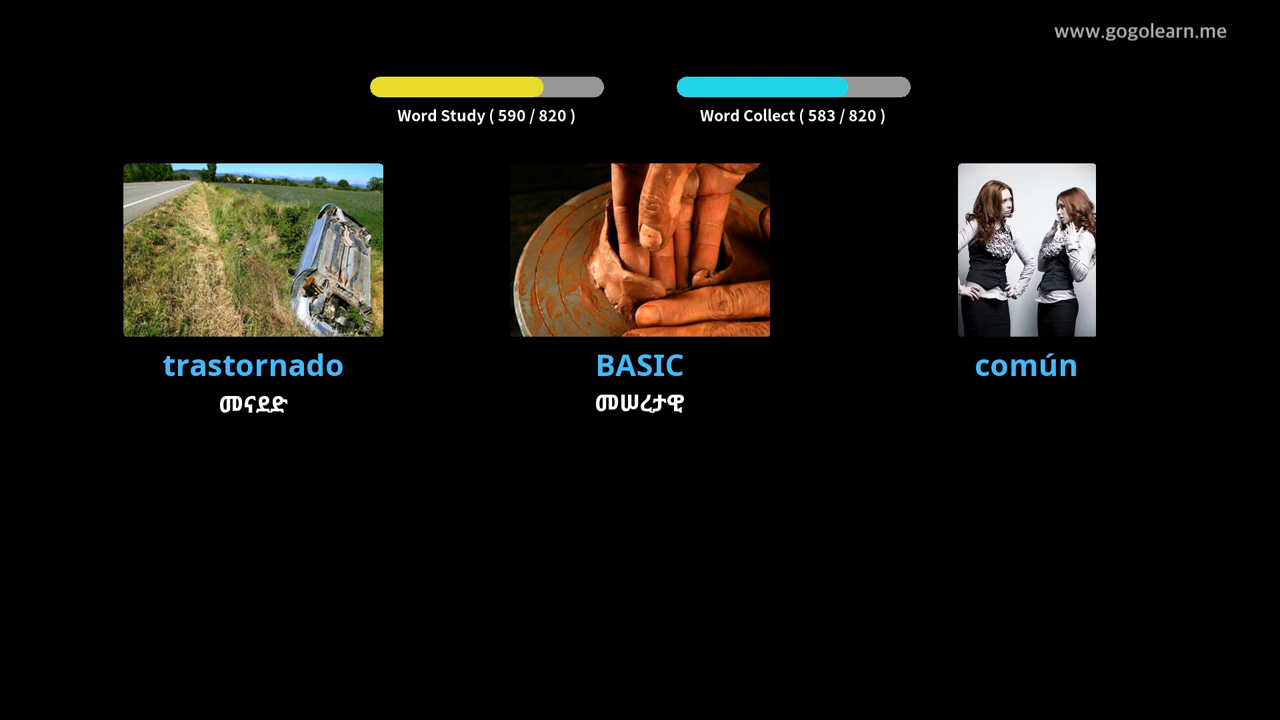 www.gogolearn.me
Word Study ( 590 / 820 )
Word Collect ( 583 / 820 )
trastornado
BASIC
común
መናደድ
መሠረታዊ